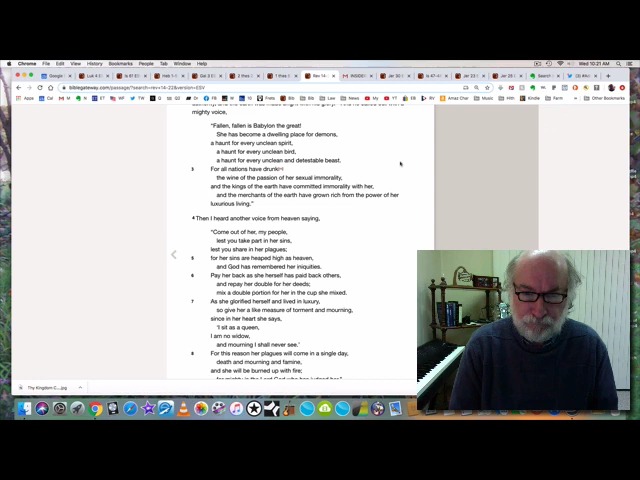 Chrome File Edit View History Bookmarks People Tab Window Help
Wed 10:21 AM
biblegateway.com/passage/?search=rev+14-22&version=ESV
mighty voice,
“Fallen, fallen is Babylon the great!
She has become a dwelling place for demons,
a haunt for every unclean spirit,
a haunt for every unclean bird,
a haunt for every unclean and detestable beast.
3 For all nations have drunk
the wine of the passion of her sexual immorality,
and the kings of the earth have committed immorality with her,
and the merchants of the earth have grown rich from the power of her
luxurious living.”
4 Then I heard another voice from heaven saying,
“Come out of her, my people,
lest you take part in her sins,
lest you share in her plagues;
5 for her sins are heaped high as heaven,
and God has remembered her iniquities.
6 Pay her back as she herself has paid back others,
and repay her double for her deeds;
mix a double portion for her in the cup she mixed.
7 As she glorified herself and lived in luxury,
so give her a like measure of torment and mourning,
since in her heart she says,
‘I sit as a queen,
I am no widow,
and mourning I shall never see.’
8 For this reason her plagues will come in a single day,
death and mourning and famine,
and she will be burned up with fire;
Thy Kingdom C....jpg